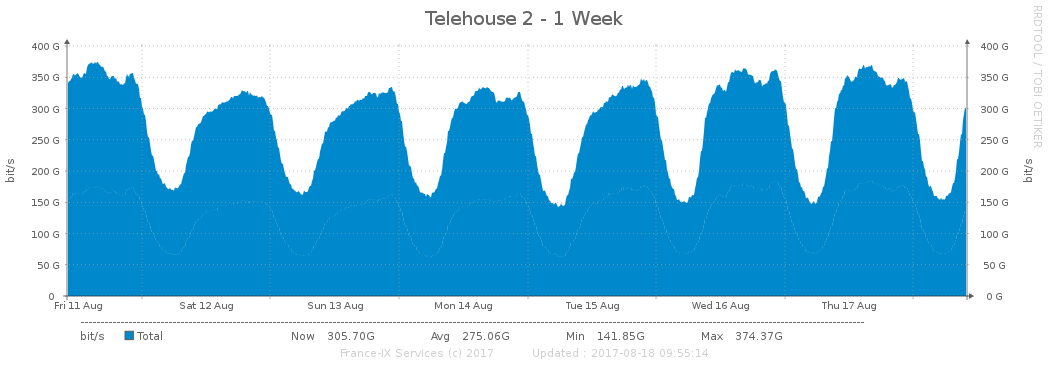 Telehouse 2 - 1 Week
RRDTOOL / TOBI OETIKER
400 G 400 G
350 G 350 G
300 G 300 G
250 G 250 G
200 G 200 G
150 G 150 G
100 G 100 G
50 G 50 G
0 0 G
bit/s
bit/s
Fri 11 Aug Sat 12 Aug Sun 13 Aug Mon 14 Aug Tue 15 Aug Wed 16 Aug Thu 17 Aug
bit/s Total Now 305.70G Avg 275.06G Min 141.85G Max 374.37G
France-IX Services (c) 2017 Updated : 2017-08-18 09:55:14